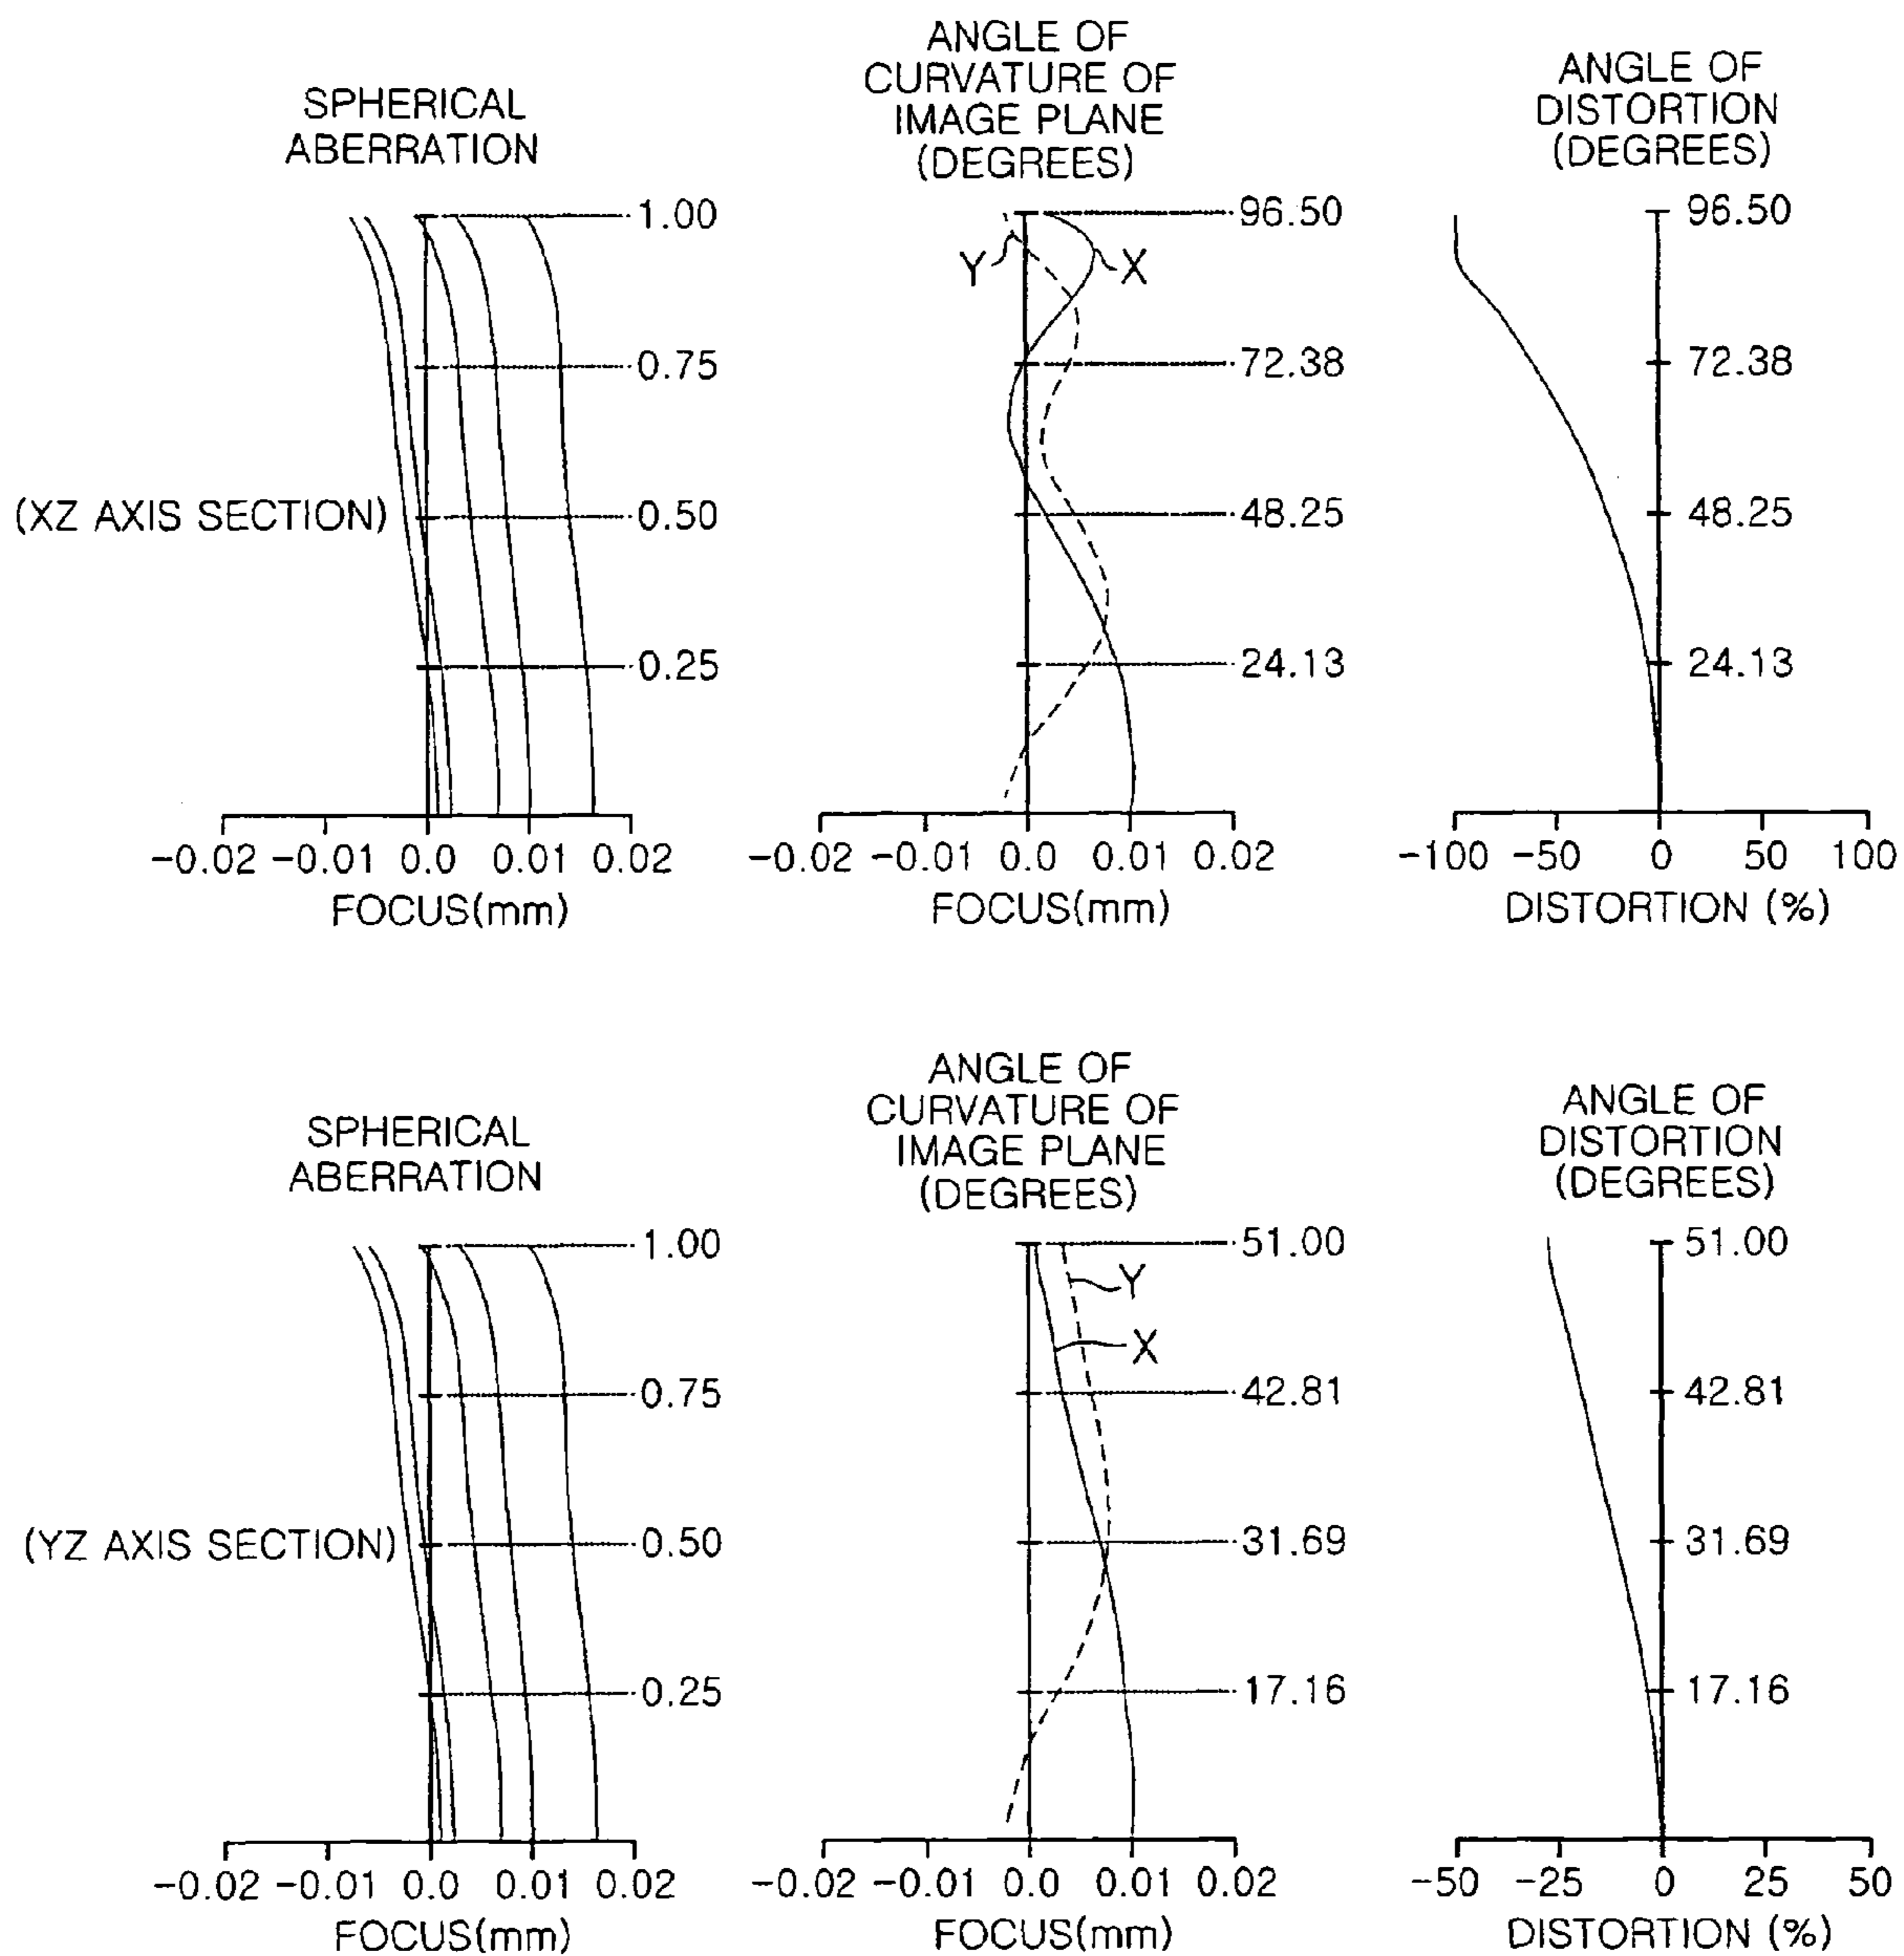 SPHERICAL
ABERRATION
1.00
0.75
(XZ AXIS SECTION)
0.50
0.25
-0.02 -0.01 0.0 0.01 0.02
FOCUS(mm)
ANGLE OF
CURVATURE OF
IMAGE PLANE
(DEGREES)
96.50
Y
X
72.38
48.25
24.13
-0.02 -0.01 0.0 0.01 0.02
FOCUS(mm)
ANGLE OF
DISTORTION
(DEGREES)
96.50
72.38
48.25
24.13
-100 -50 0 50 100
DISTORTION (%)
SPHERICAL
ABERRATION
1.00
0.75
(YZ AXIS SECTION)
0.50
0.25
-0.02 -0.01 0.0 0.01 0.02
FOCUS(mm)
ANGLE OF
CURVATURE OF
IMAGE PLANE
(DEGREES)
51.00
Y
X
42.81
31.69
17.16
-0.02 -0.01 0.0 0.01 0.02
FOCUS(mm)
ANGLE OF
DISTORTION
(DEGREES)
51.00
42.81
31.69
17.16
-50 -25 0 25 50
DISTORTION (%)